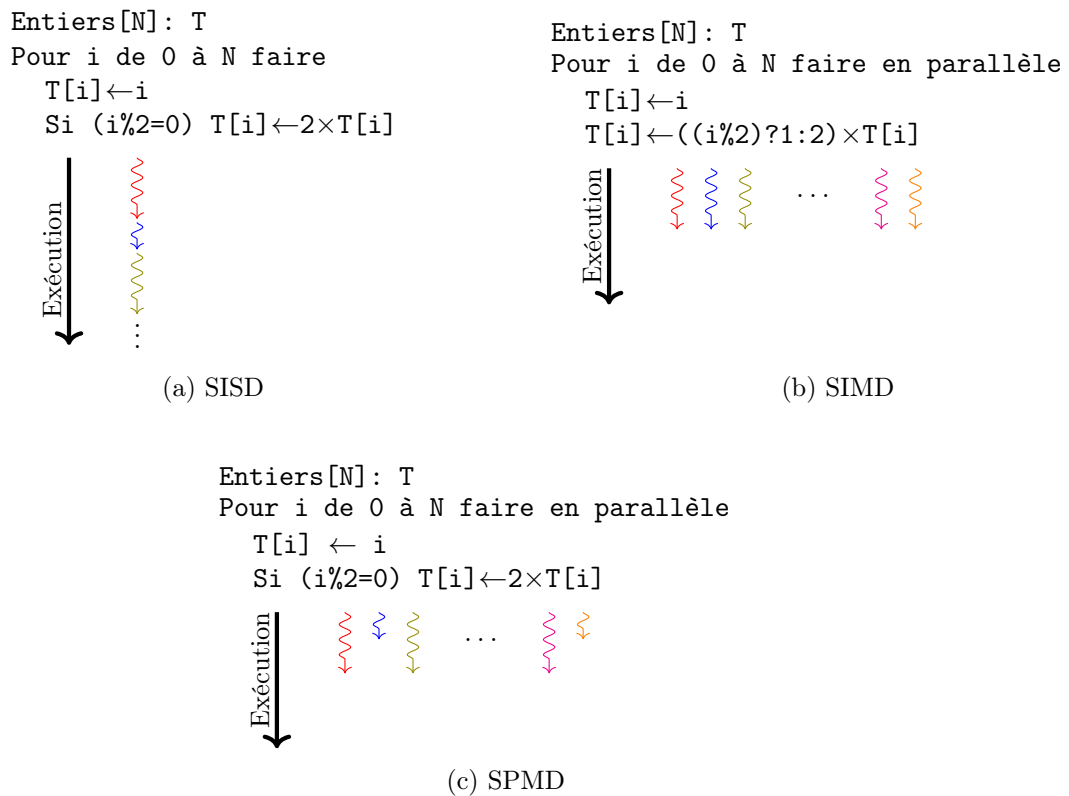 Entiers[N]: T
Pour i de 0 à N faire
T[i]←i
Si (i%2=0) T[i]←2×T[i]
Exécution
⋮
(a) SISD
Entiers[N]: T
Pour i de 0 à N faire en parallèle
T[i]←i
T[i]←((i%2)?1:2)×T[i]
Exécution
...
(b) SIMD
Entiers[N]: T
Pour i de 0 à N faire en parallèle
T[i] ← i
Si (i%2=0) T[i]←2×T[i]
Exécution
...
(c) SPMD